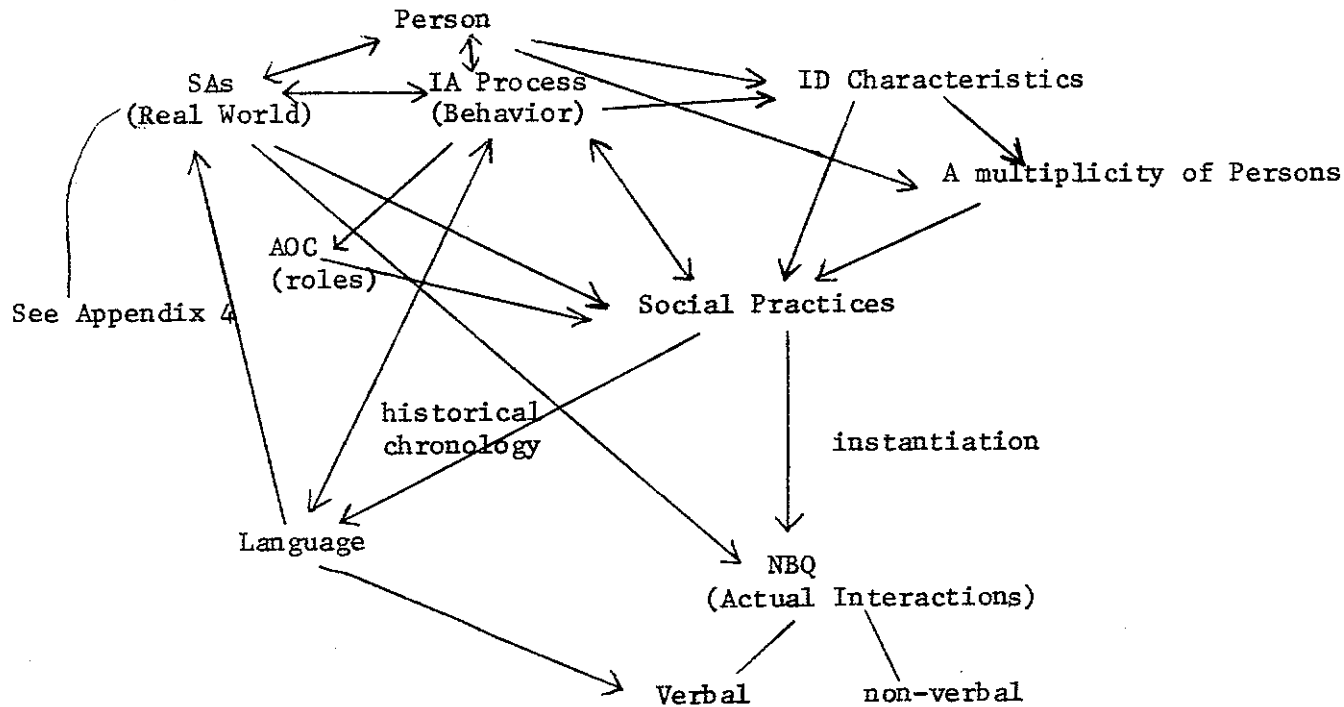 Person
SAs
(Real World)
IA Process
(Behavior)
ID Characteristics
A multiplicity of Persons
AOC
(roles)
See Appendix 4
Social Practices
historical
chronology
instantiation
Language
NBQ
(Actual Interactions)
Verbal
non-verbal